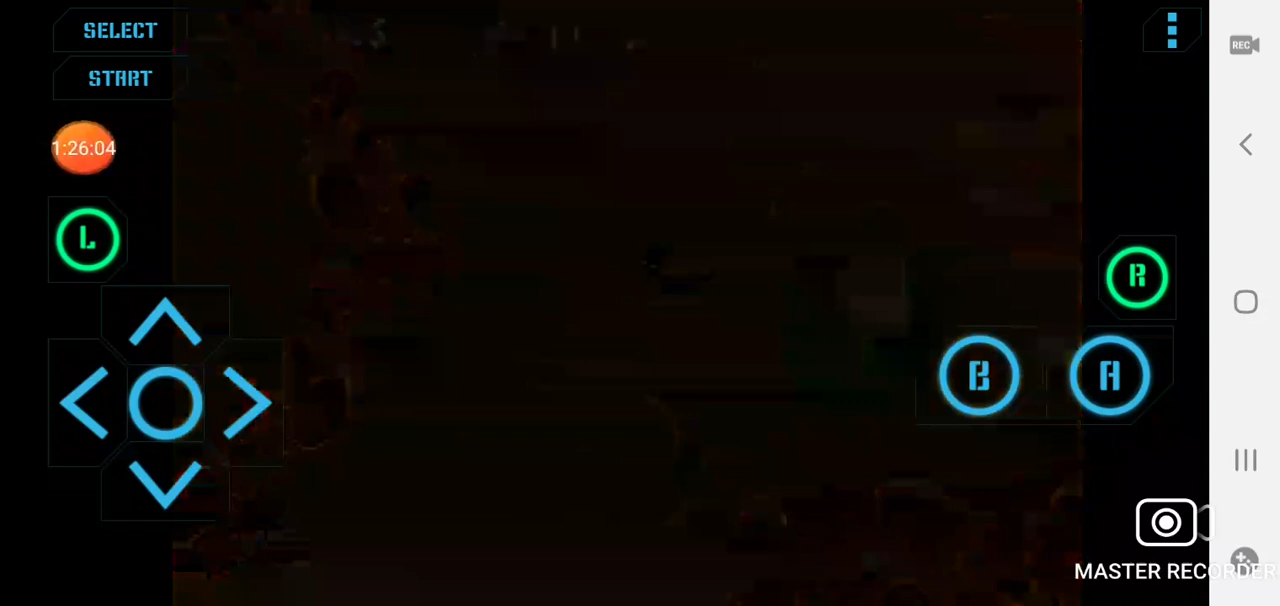 SELECT
START
REC
1:26:04
L
R
B
A
MASTER RECORDER